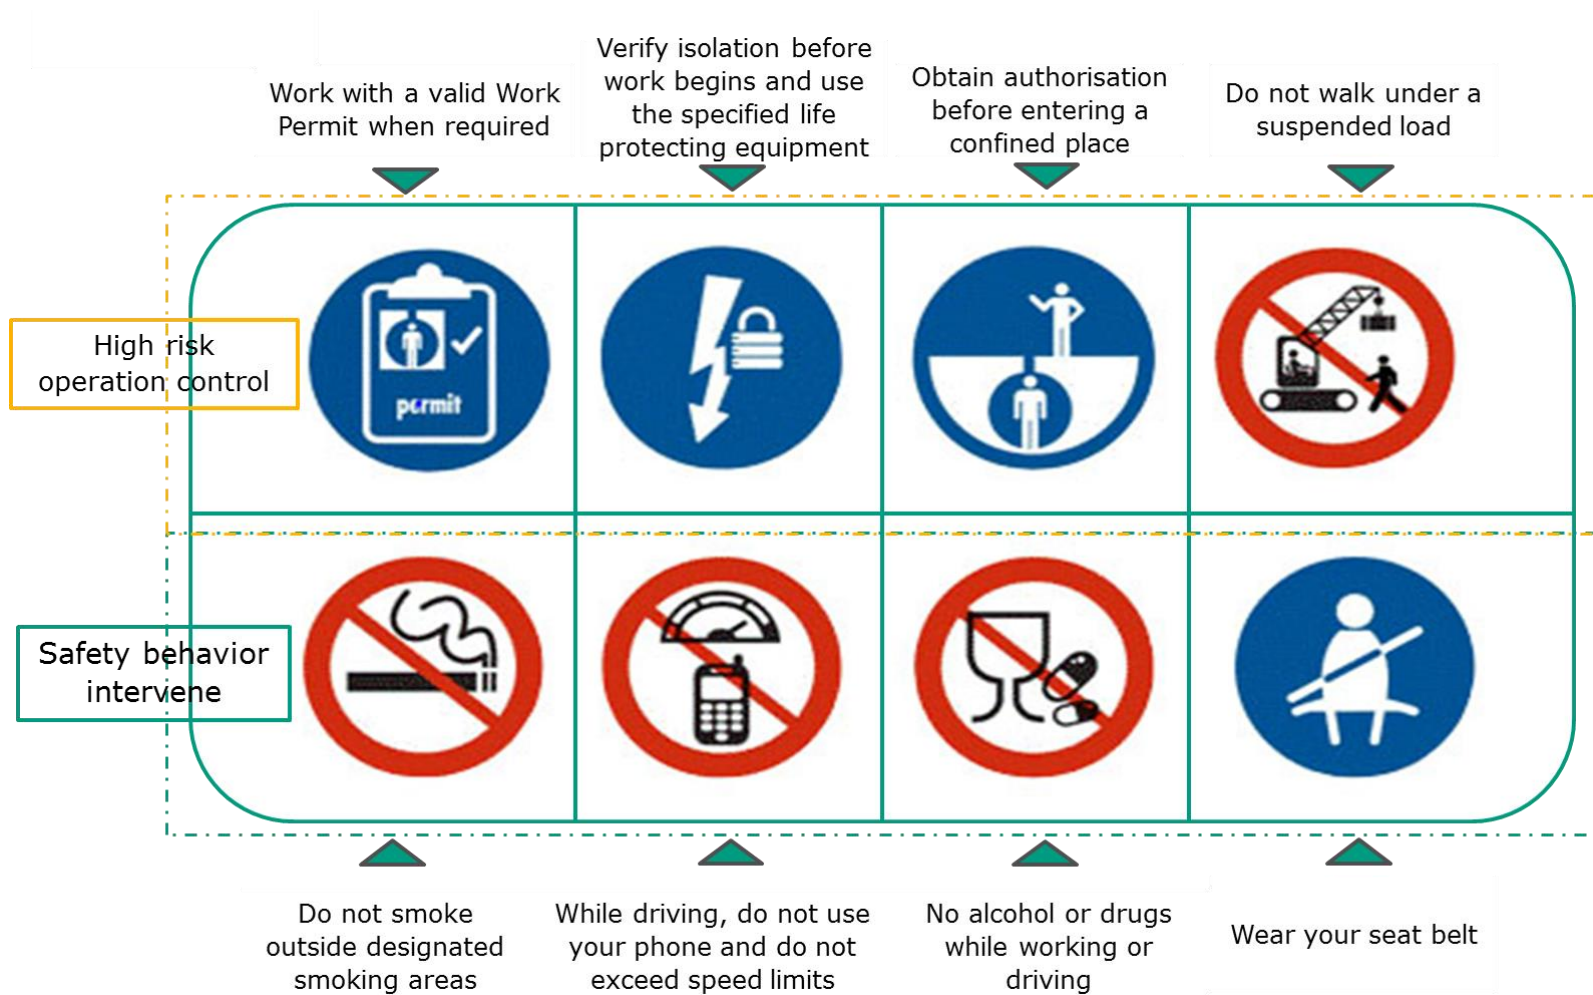 Work with a valid Work
Permit when required
Verify isolation before
work begins and use
the specified life
protecting equipment
Obtain authorisation
before entering a
confined place
Do not walk under a
suspended load
High risk
operation control
permit
Safety behavior
intervene
Do not smoke
outside designated
smoking areas
While driving, do not use
your phone and do not
exceed speed limits
No alcohol or drugs
while working or
driving
Wear your seat belt